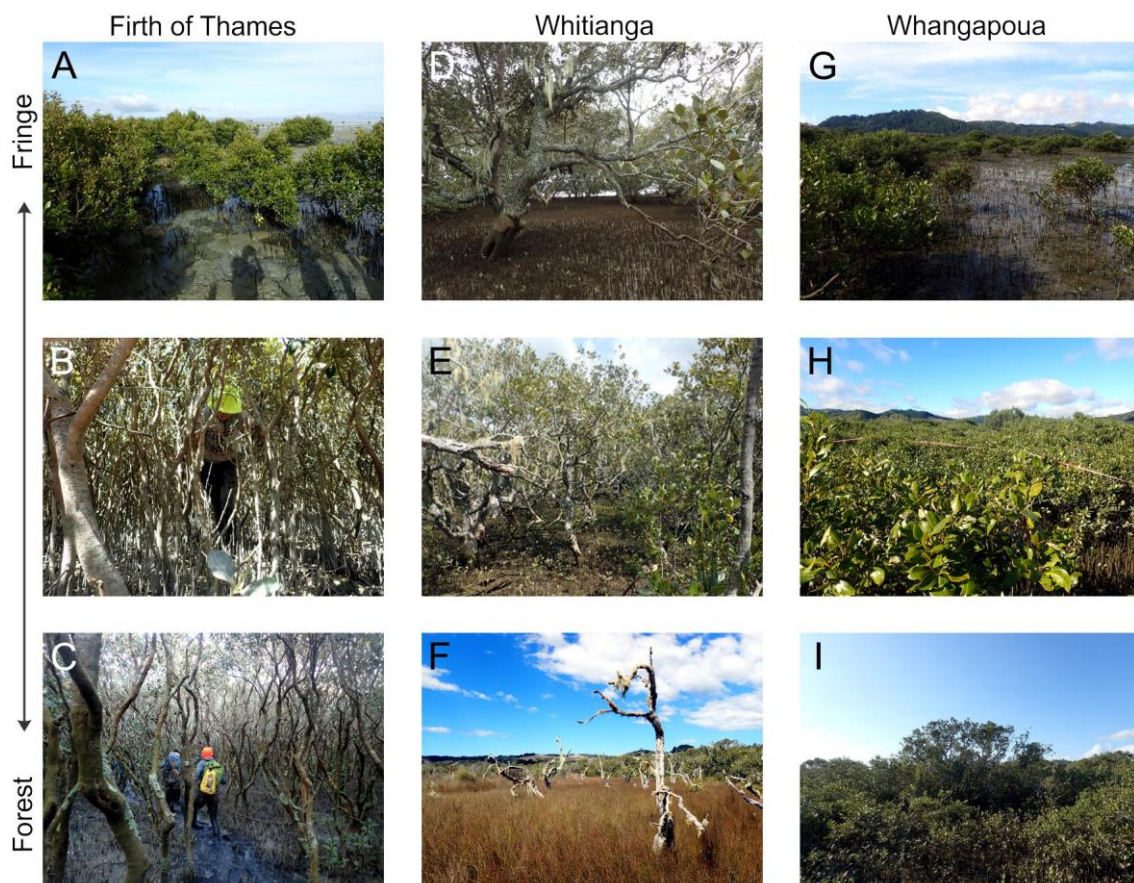 Firth of Thames
Whitianga
Whangapoua
Fringe
Forest
A
D
G
B
E
H
C
F
I